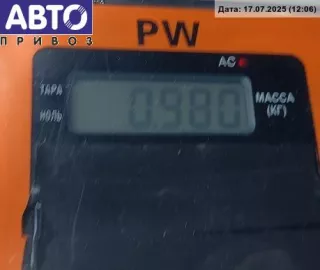 АВТО
ПРИВОЗ
Дата: 17.07.2025 (12:06)
PW
AC
ТАРА
НОЛЬ
0.980
МАССА
(КГ)